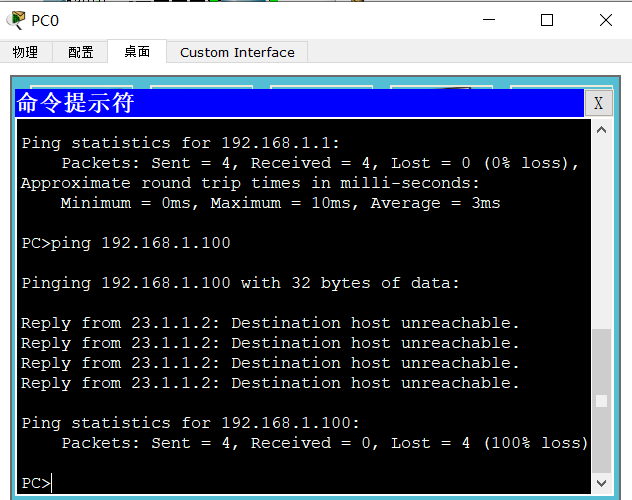 PC0
物理 配置 桌面 Custom Interface
命令提示符 X
Ping statistics for 192.168.1.1:
    Packets: Sent = 4, Received = 4, Lost = 0 (0% loss),
Approximate round trip times in milli-seconds:
    Minimum = 0ms, Maximum = 10ms, Average = 3ms
PC>ping 192.168.1.100
Pinging 192.168.1.100 with 32 bytes of data:
Reply from 23.1.1.2: Destination host unreachable.
Reply from 23.1.1.2: Destination host unreachable.
Reply from 23.1.1.2: Destination host unreachable.
Reply from 23.1.1.2: Destination host unreachable.
Ping statistics for 192.168.1.100:
    Packets: Sent = 4, Received = 0, Lost = 4 (100% loss)
PC>